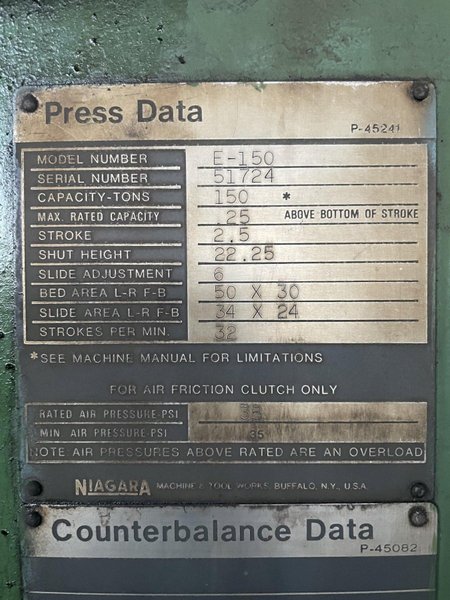 Press Data
P-45241
MODEL NUMBER E-150
SERIAL NUMBER 51724
CAPACITY-TONS 150 *
MAX. RATED CAPACITY .25 ABOVE BOTTOM OF STROKE
STROKE 2.5
SHUT HEIGHT 22.25
SLIDE ADJUSTMENT 6
BED AREA L-R F-B 50 X 30
SLIDE AREA L-R F-B 34 X 24
STROKES PER MIN. 32
*SEE MACHINE MANUAL FOR LIMITATIONS
FOR AIR FRICTION CLUTCH ONLY
RATED AIR PRESSURE-PSI
MIN. AIR PRESSURE-PSI 35
NOTE: AIR PRESSURES ABOVE RATED ARE AN OVERLOAD
NIAGARA MACHINE & TOOL WORKS, BUFFALO, N.Y., U.S.A.
Counterbalance Data
P-45082